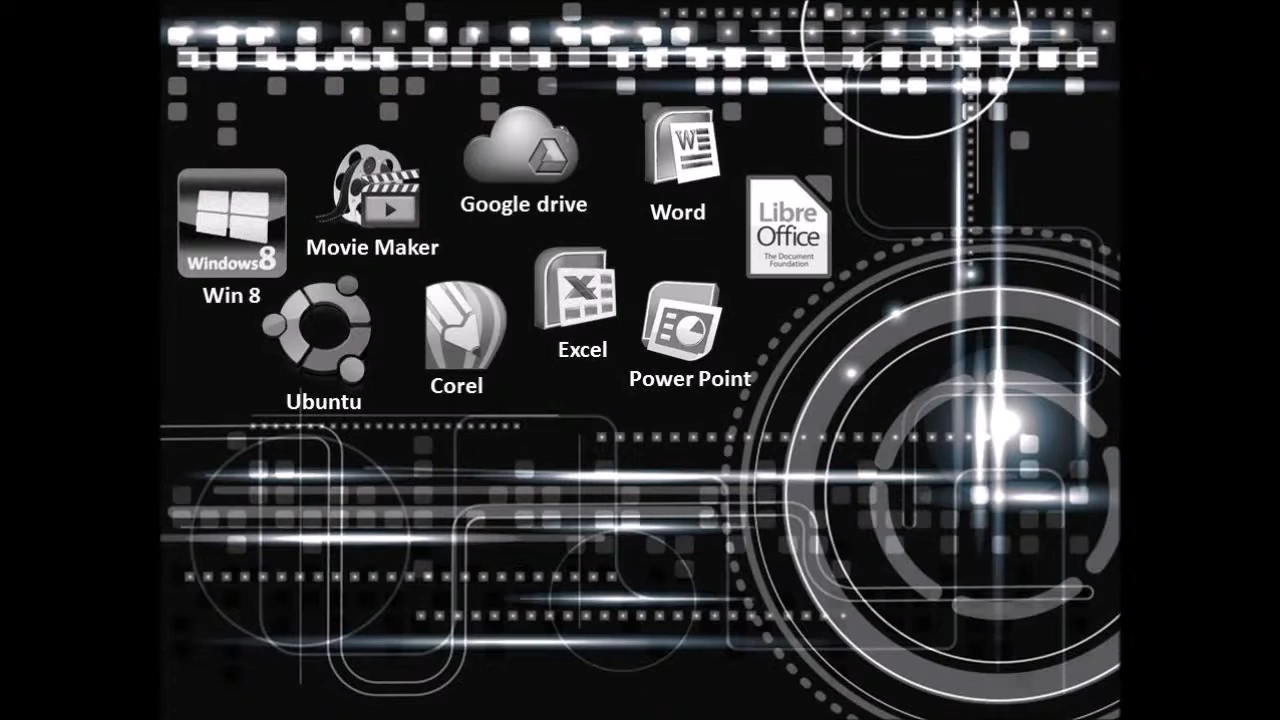 Google drive
Word
Movie Maker
Libre
Office
The Document
Foundation
Windows8
Win 8
Excel
Power Point
Corel
Ubuntu
W
X